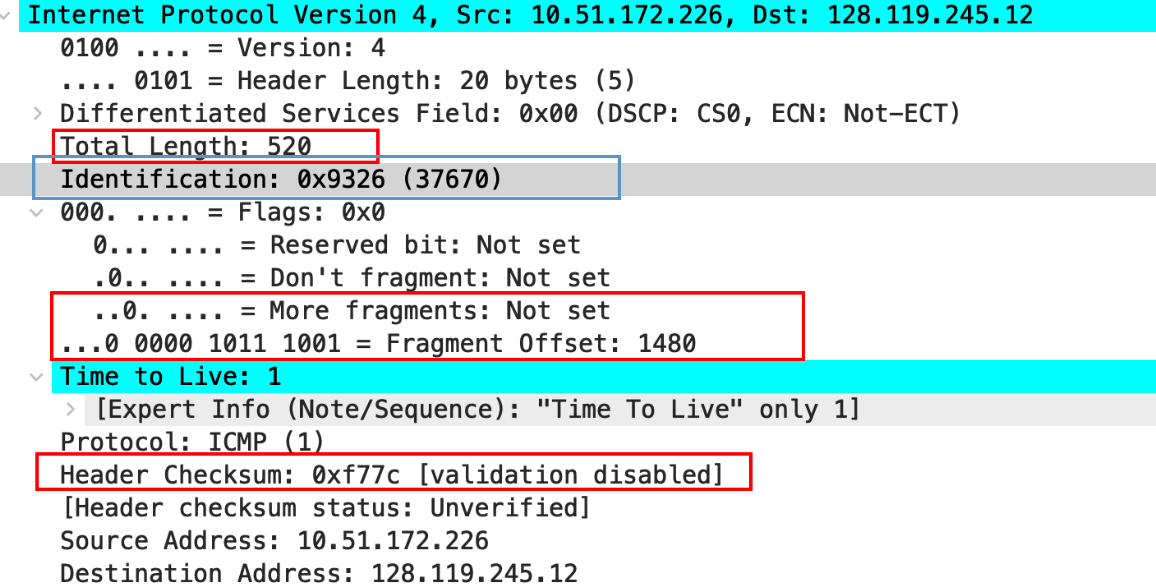 Internet Protocol Version 4, Src: 10.51.172.226, Dst: 128.119.245.12
0100 .... = Version: 4
.... 0101 = Header Length: 20 bytes (5)
Differentiated Services Field: 0x00 (DSCP: CS0, ECN: Not-ECT)
Total Length: 520
Identification: 0x9326 (37670)
000. .... = Flags: 0x0
0... .... = Reserved bit: Not set
.0.. .... = Don't fragment: Not set
..0. .... = More fragments: Not set
...0 0000 1011 1001 = Fragment Offset: 1480
Time to Live: 1
[Expert Info (Note/Sequence): "Time To Live" only 1]
Protocol: ICMP (1)
Header Checksum: 0xf77c [validation disabled]
[Header checksum status: Unverified]
Source Address: 10.51.172.226
Destination Address: 128.119.245.12